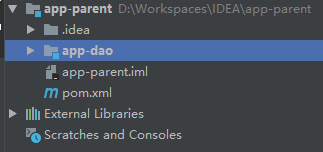 app-parent D:\Workspaces\IDEA\app-parent
.idea
app-dao
app-parent.iml
pom.xml
External Libraries
Scratches and Consoles